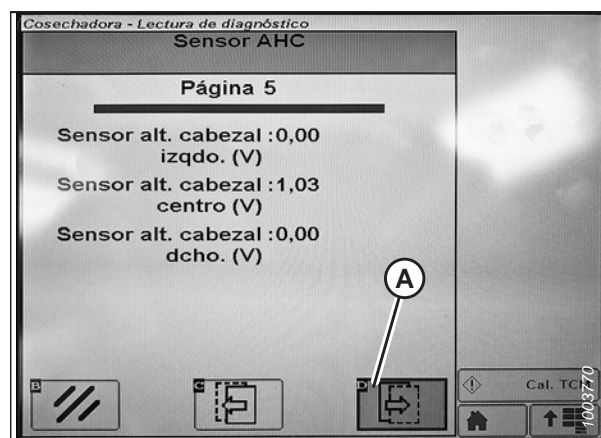 Cosechadora - Lectura de diagnóstico
Sensor AHC
Página 5
Sensor alt. cabezal :0,00
izqdo. (V)
Sensor alt. cabezal :1,03
centro (V)
Sensor alt. cabezal :0,00
dcho. (V)
A
B
C
D
Cal. TCM
1003770